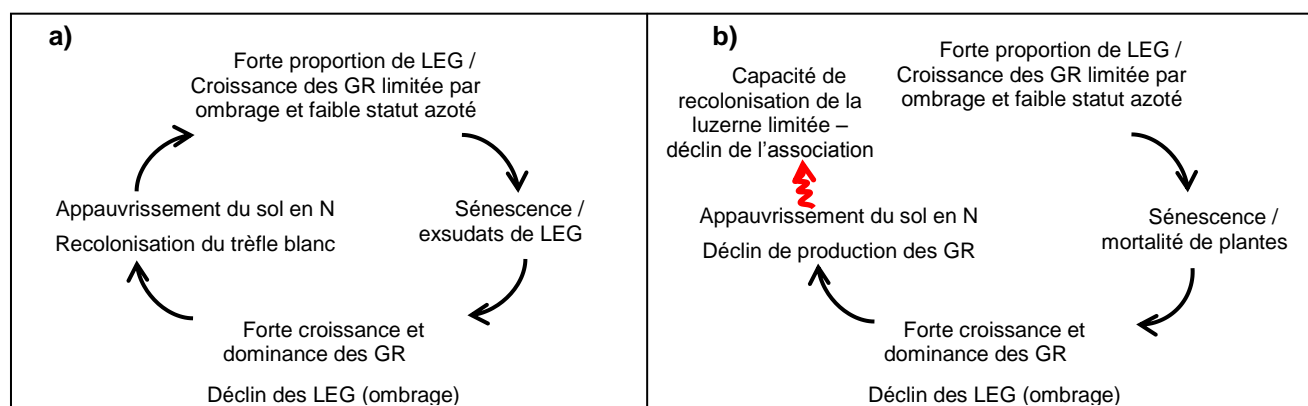 a)
Forte proportion de LEG /
Croissance des GR limitée par
ombrage et faible statut azoté
Sénescence /
exsudats de LEG
Forte croissance et
dominance des GR
Déclin des LEG (ombrage)
Appauvrissement du sol en N
Recolonisation du trèfle blanc
b)
Forte proportion de LEG /
Croissance des GR limitée par
ombrage et faible statut azoté
Sénescence /
mortalité de plantes
Forte croissance et
dominance des GR
Déclin des LEG (ombrage)
Appauvrissement du sol en N
Déclin de production des GR
Capacité de
recolonisation de la
luzerne limitée –
déclin de l'association